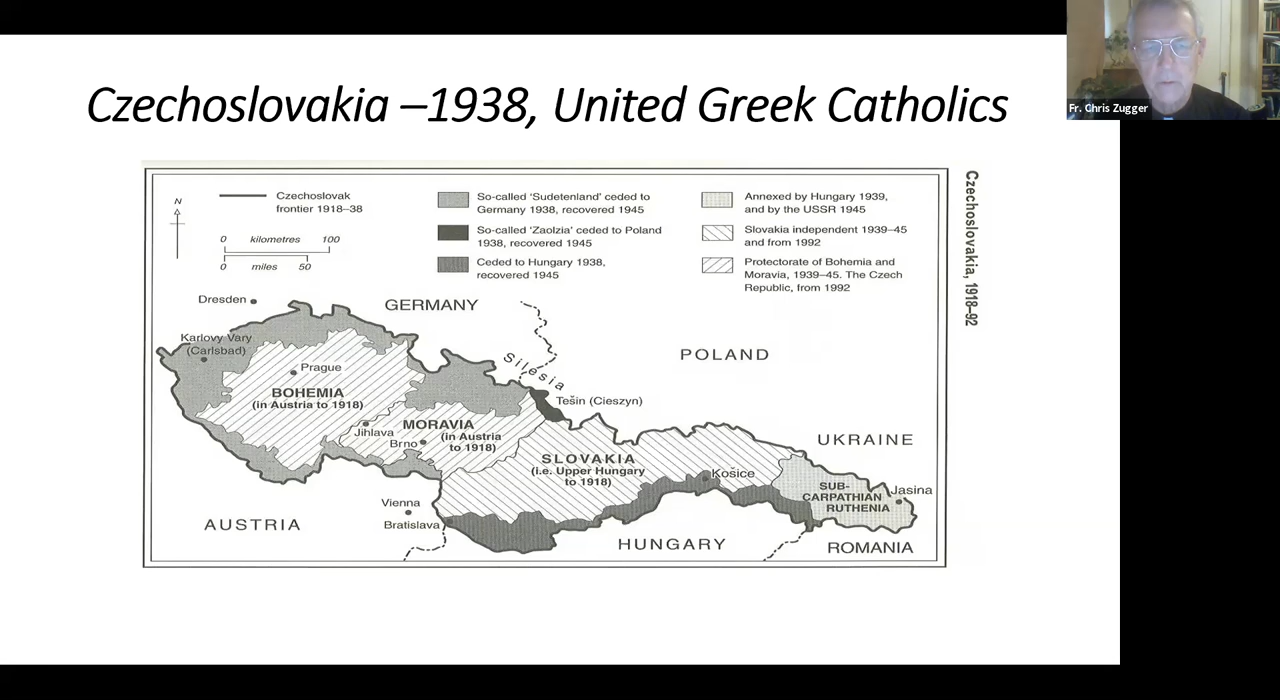 Fr. Chris Zugger
Czechoslovakia –1938, United Greek Catholics
Czechoslovakia, 1918–92
N
Czechoslovak
frontier 1918–38
0 kilometres 100
0 miles 50
So-called 'Sudetenland' ceded to
Germany 1938, recovered 1945
So-called 'Zaolzia' ceded to Poland
1938, recovered 1945
Ceded to Hungary 1938,
recovered 1945
Annexed by Hungary 1939,
and by the USSR 1945
Slovakia independent 1939–45
and from 1992
Protectorate of Bohemia and
Moravia, 1939–45. The Czech
Republic, from 1992
Dresden
GERMANY
Karlovy Vary
(Carlsbad)
Prague
BOHEMIA
(in Austria to 1918)
Silesia
POLAND
Tešin (Cieszyn)
MORAVIA
(in Austria
to 1918)
Jihlava
Brno
UKRAINE
SLOVAKIA
(i.e. Upper Hungary
to 1918)
Košice
SUB-
CARPATHIAN
RUTHENIA
Jasina
Vienna
Bratislava
AUSTRIA
HUNGARY
ROMANIA